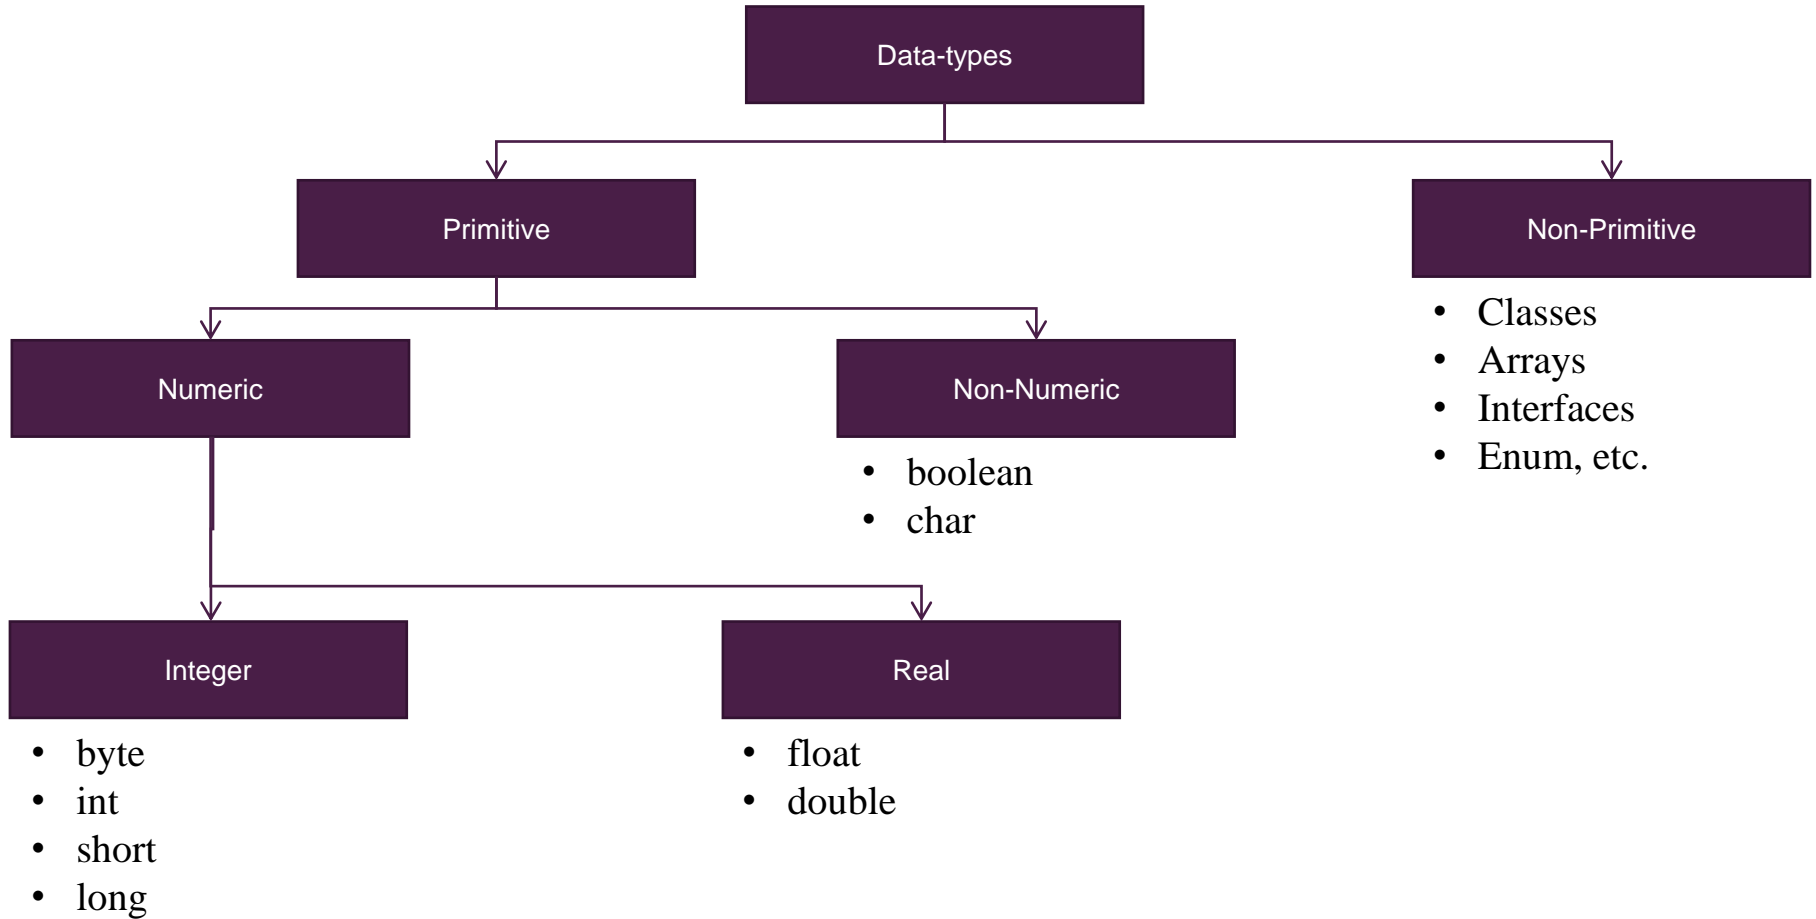 Data-types
Primitive
Non-Primitive
• Classes
• Arrays
• Interfaces
• Enum, etc.
Numeric
Non-Numeric
• boolean
• char
Integer
Real
• byte
• int
• short
• long
• float
• double